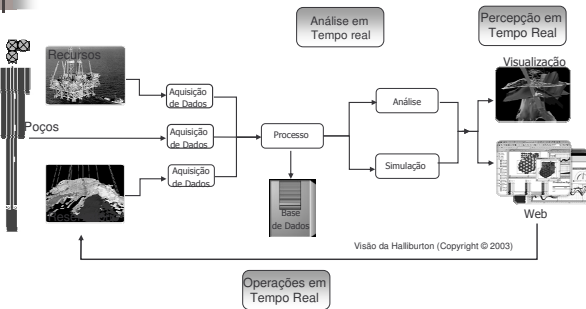 Análise em
Tempo real
Percepção em
Tempo Real
Recursos
Visualização
Aquisição
de Dados
Análise
Poços
Aquisição
de Dados
Processo
Aquisição
de Dados
Simulação
Base
de Dados
Web
Visão da Halliburton (Copyright © 2003)
Operações em
Tempo Real